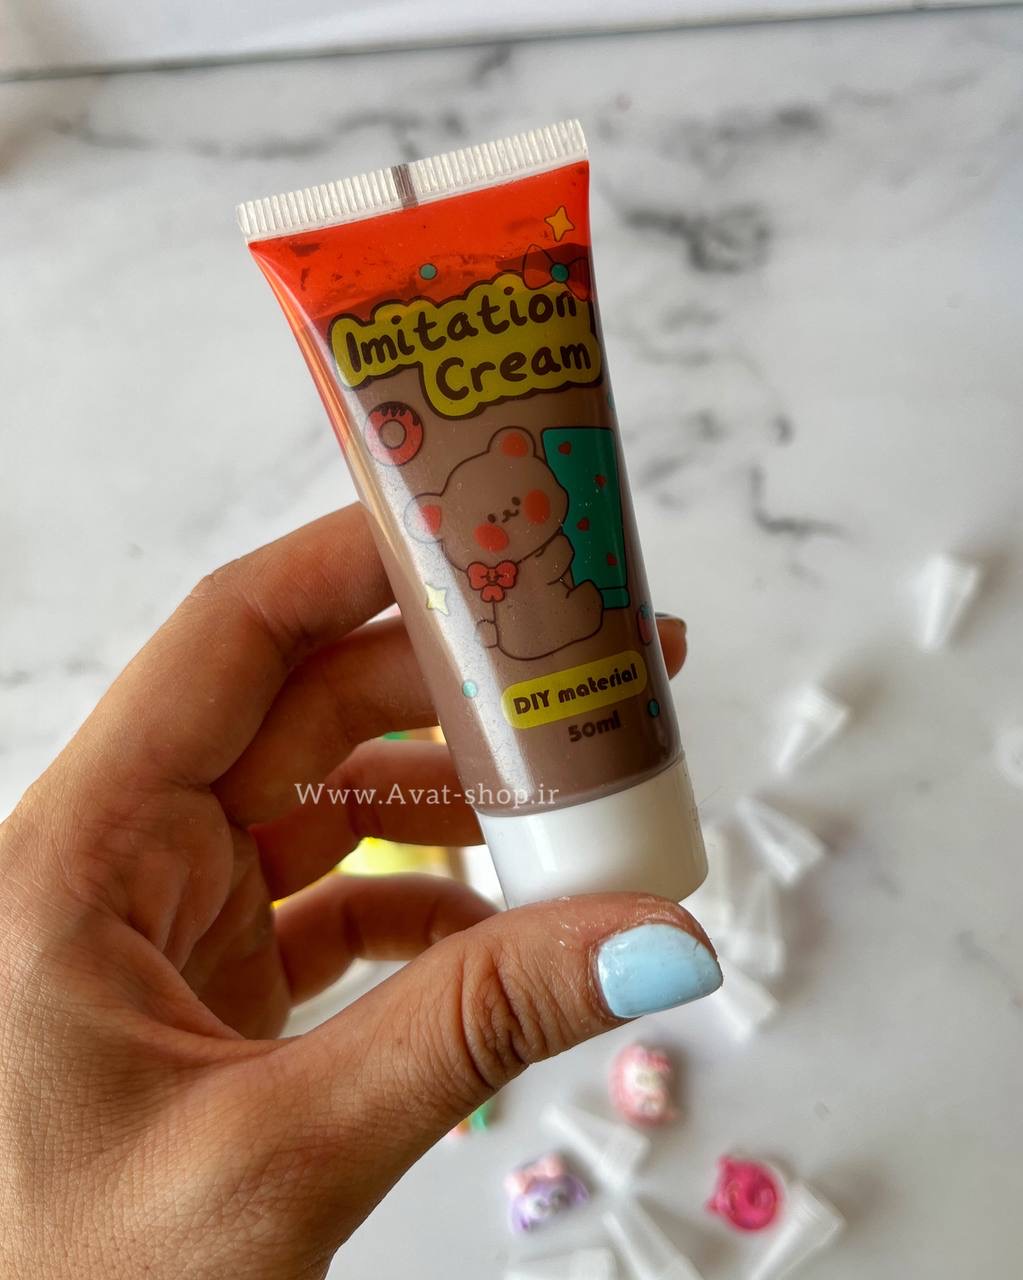 Imitation
Cream
DIY material
50ml
Www.Avat-shop.ir